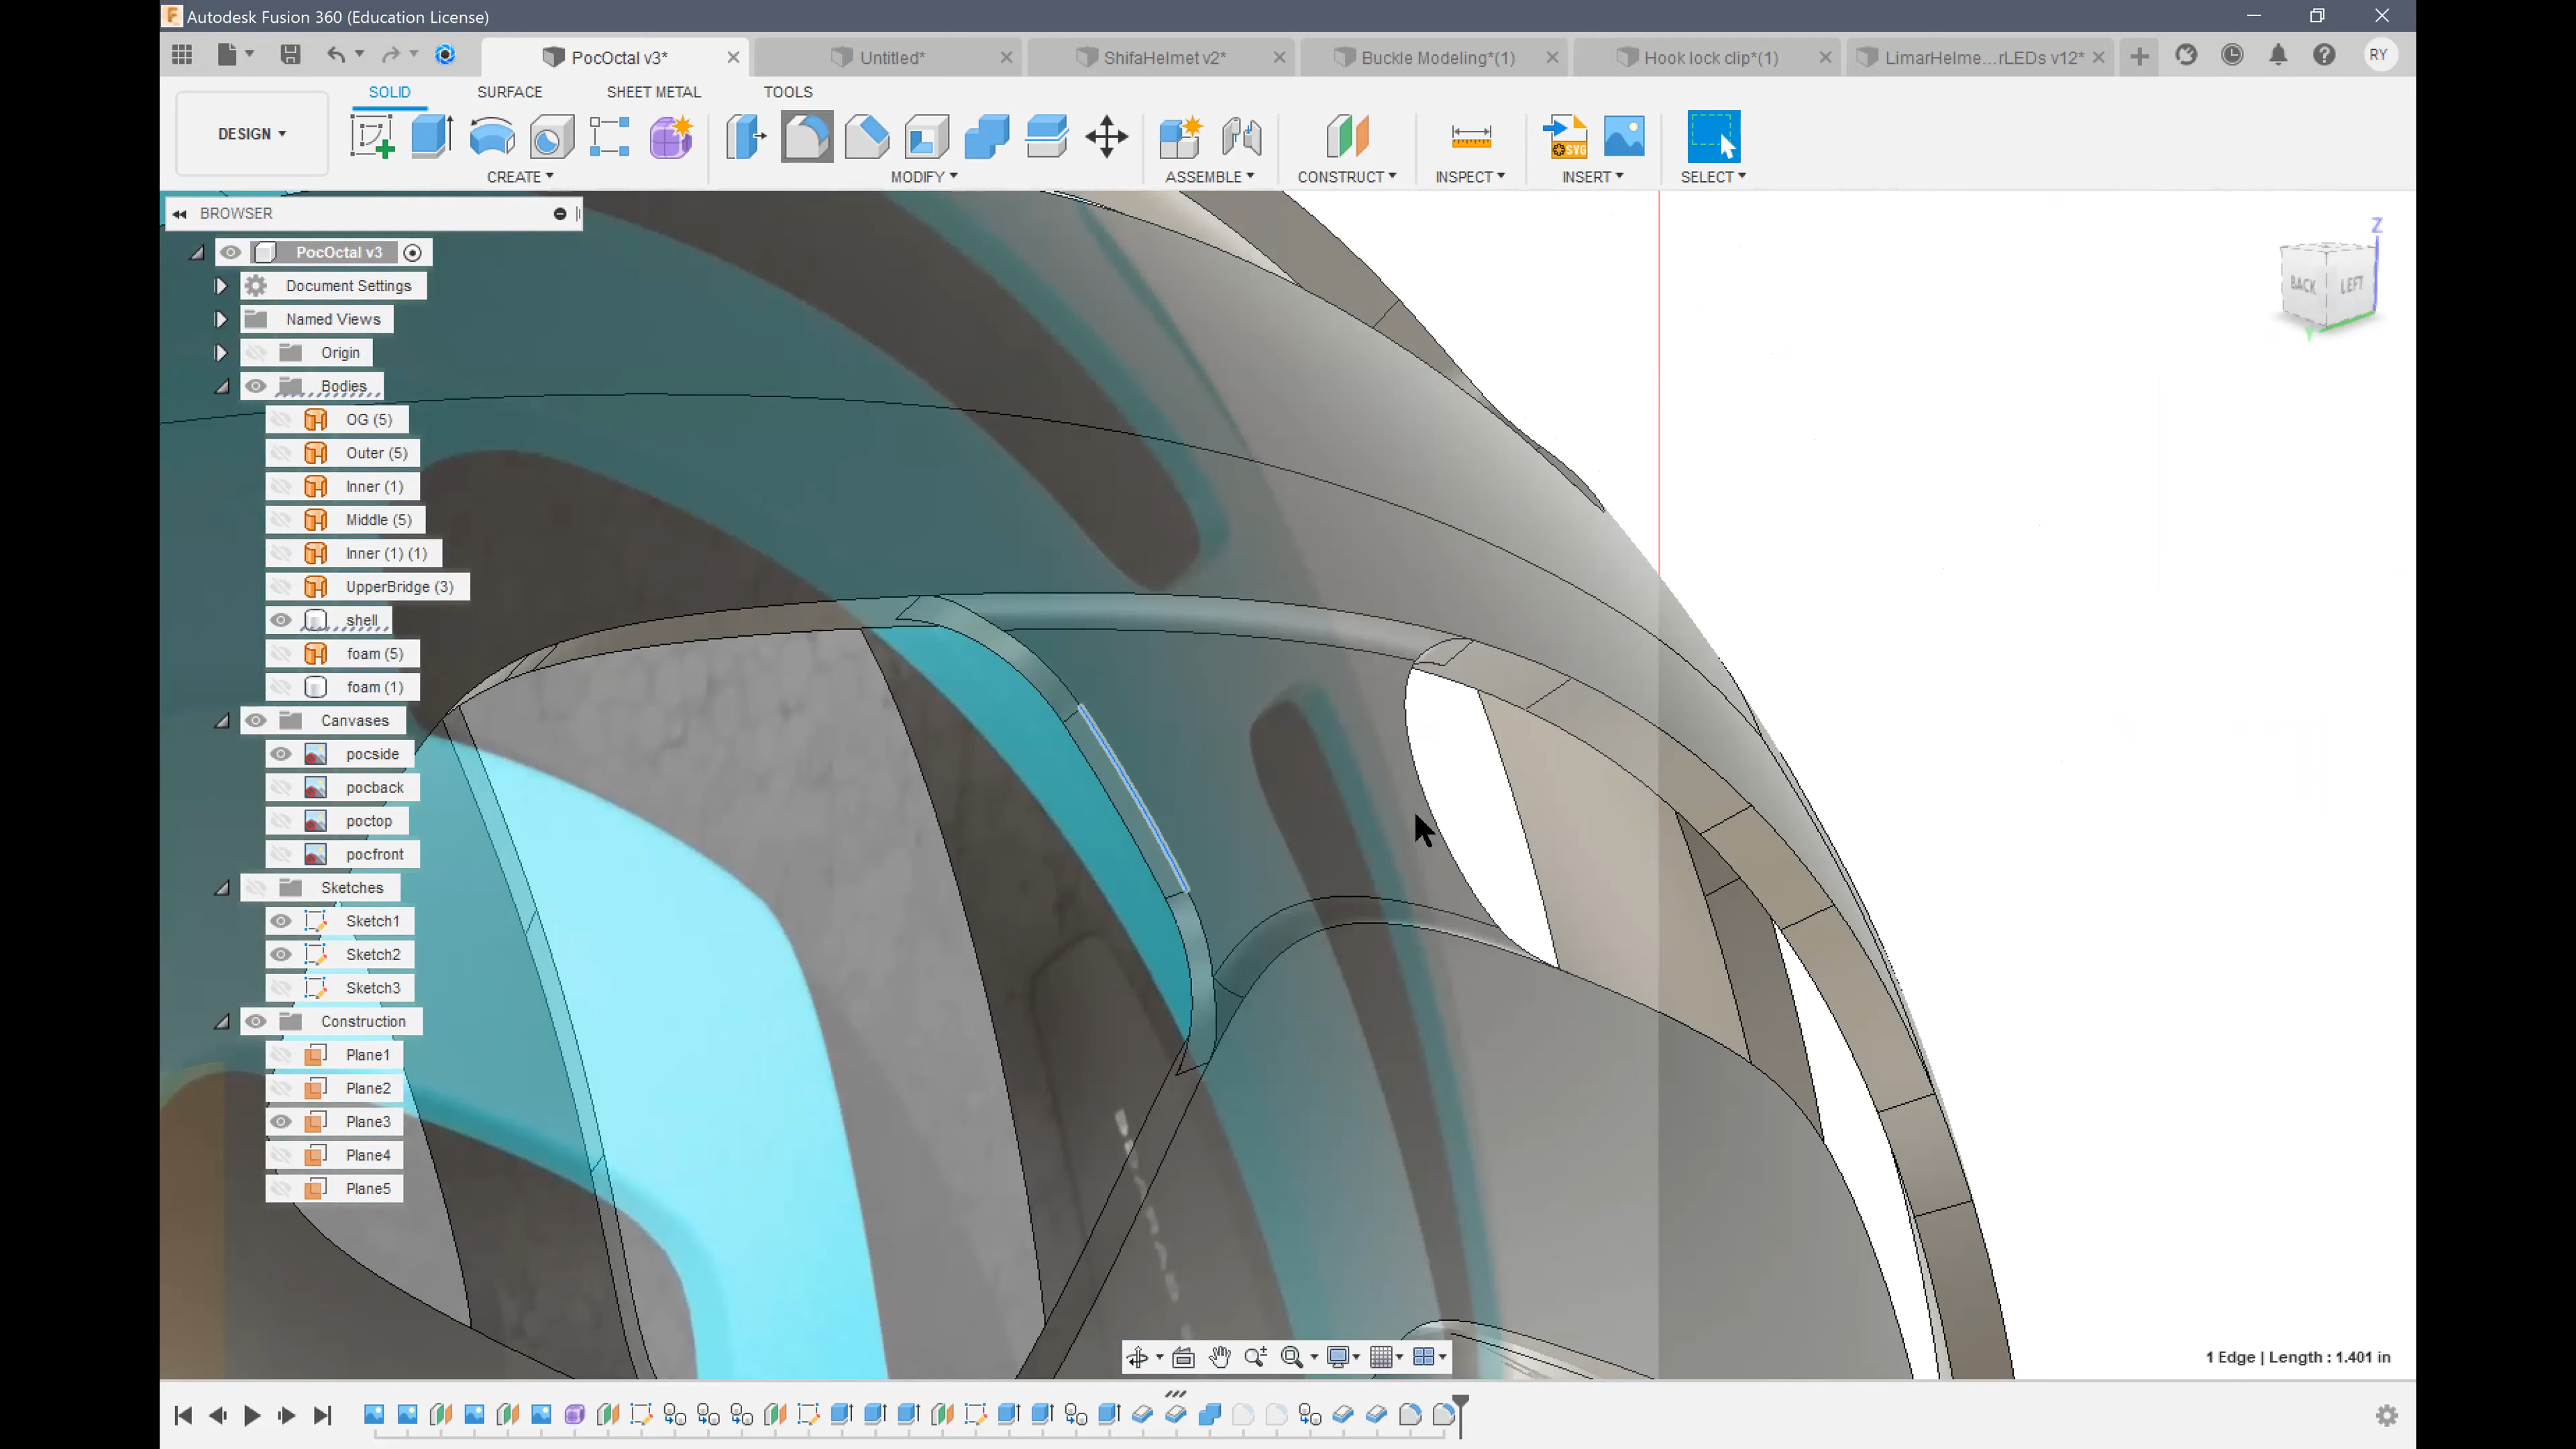 Autodesk Fusion 360 (Education License)
PocOctal v3* Untitled* ShifaHelmet v2* Buckle Modeling*(1) Hook lock clip*(1) LimarHelme...rLEDs v12* RY
SOLID SURFACE SHEET METAL TOOLS
DESIGN
SVG
CREATE MODIFY ASSEMBLE CONSTRUCT INSPECT INSERT SELECT
BROWSER
PocOctal v3
Document Settings
Named Views
Origin
Bodies
OG (5)
Outer (5)
Inner (1)
Middle (5)
Inner (1) (1)
UpperBridge (3)
shell
foam (5)
foam (1)
Canvases
pocside
pocback
poctop
pocfront
Sketches
Sketch1
Sketch2
Sketch3
Construction
Plane1
Plane2
Plane3
Plane4
Plane5
Z
BACK LEFT
Y
1 Edge | Length : 1.401 in